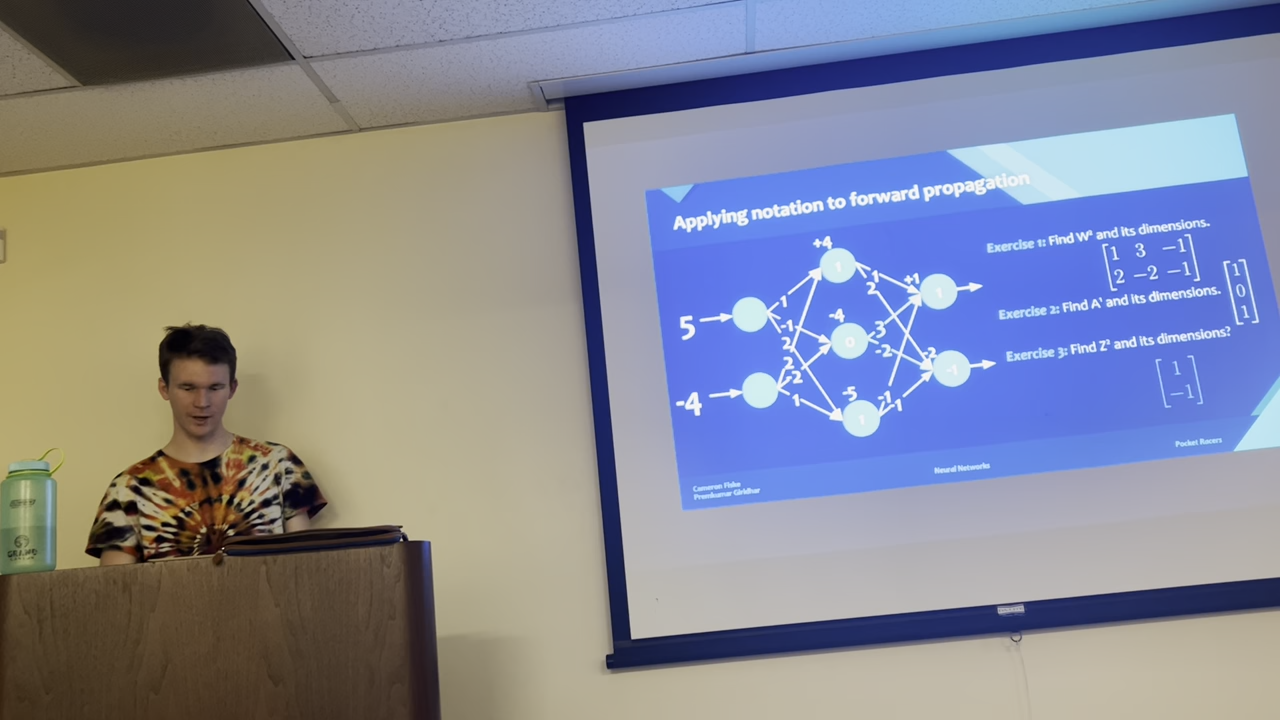 Applying notation to forward propagation
+4
1
1
2
+1
1
5
1
-1
2
-4
0
3
-2
-4
2
-2
1
-5
1
-1
-1
-2
-1
Exercise 1: Find W² and its dimensions.
[1 3 −1]
[2 −2 −1]
Exercise 2: Find A¹ and its dimensions.
[1]
[0]
[1]
Exercise 3: Find Z² and its dimensions?
[1]
[−1]
Cameron Fiske
Premkumar Giridhar
Neural Networks
Pocket Racers
GRAND